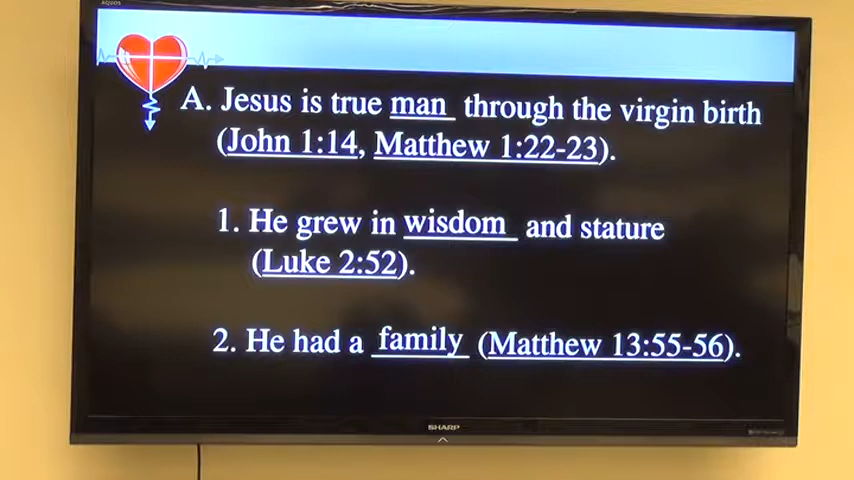 AQUOS
A. Jesus is true man through the virgin birth
(John 1:14, Matthew 1:22-23).
1. He grew in wisdom and stature
(Luke 2:52).
2. He had a family (Matthew 13:55-56).
SHARP